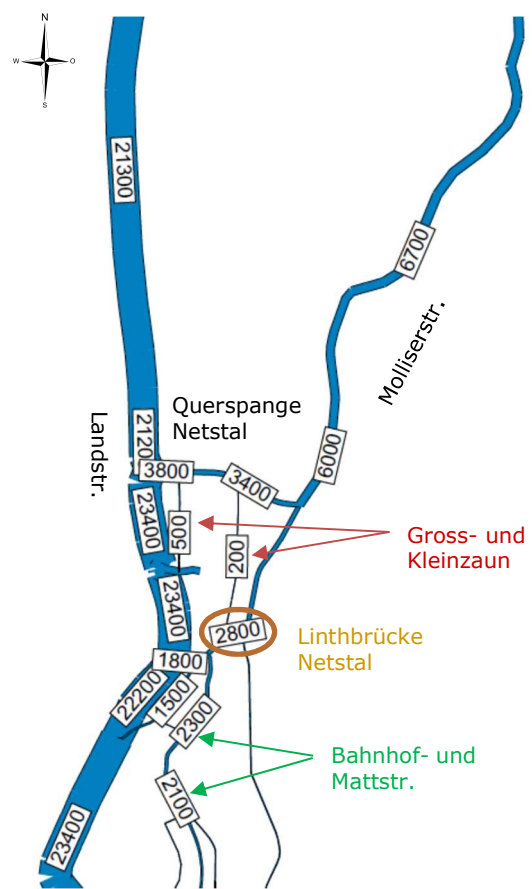 N
W
O
S
21300
6700
Molliserstr.
Querspange
Netstal
Landstr.
2120
3800
3400
6000
23400
500
200
Gross- und
Kleinzaun
23400
2800
Linthbrücke
Netstal
1800
22200
1500
2300
Bahnhof- und
Mattstr.
2100
23400